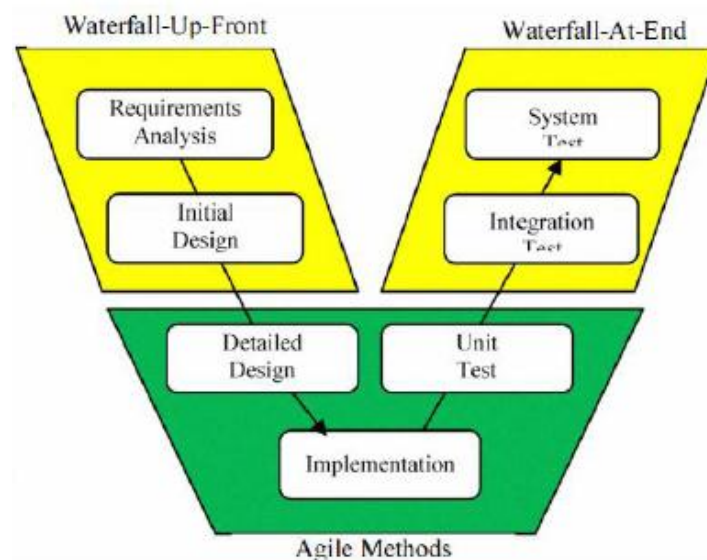 Waterfall-Up-Front
Waterfall-At-End
Requirements
Analysis
System
Test
Initial
Design
Integration
Test
Detailed
Design
Unit
Test
Implementation
Agile Methods